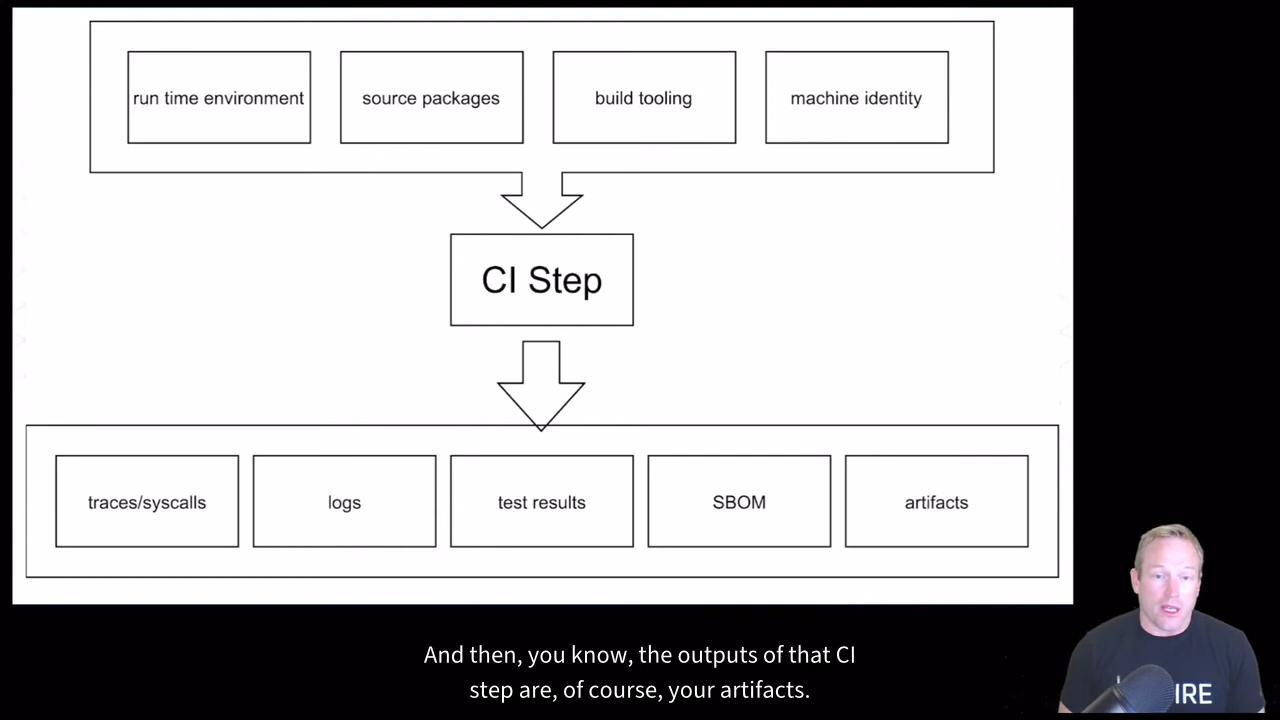 run time environment
source packages
build tooling
machine identity
CI Step
traces/syscalls
logs
test results
SBOM
artifacts
And then, you know, the outputs of that CI
step are, of course, your artifacts.